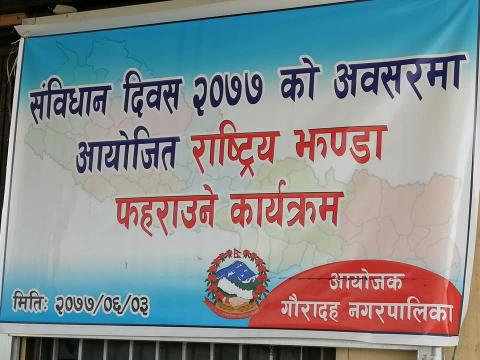 संविधान दिवस २०७७ को अवसरमा
आयोजित राष्ट्रिय झण्डा
फहराउने कार्यक्रम
मितिः २०७७/०६/०३
आयोजक
गौरादह नगरपालिका